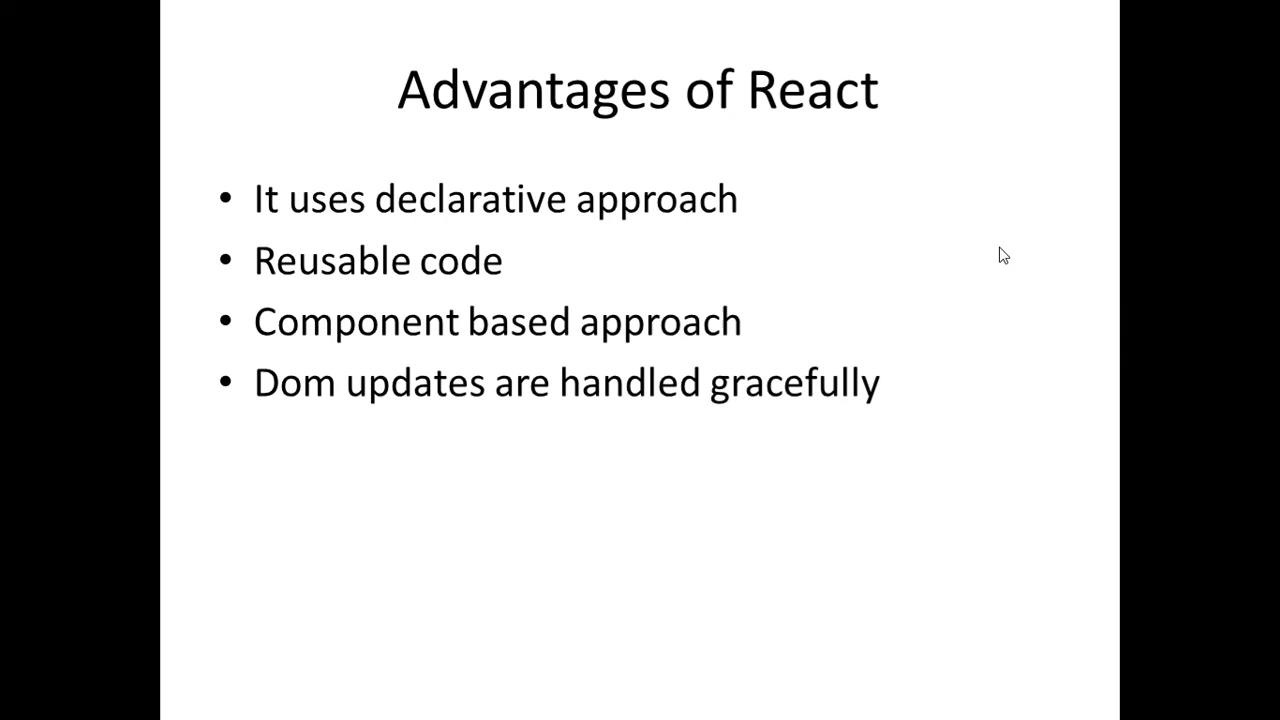 Advantages of React
• It uses declarative approach
• Reusable code
• Component based approach
• Dom updates are handled gracefully